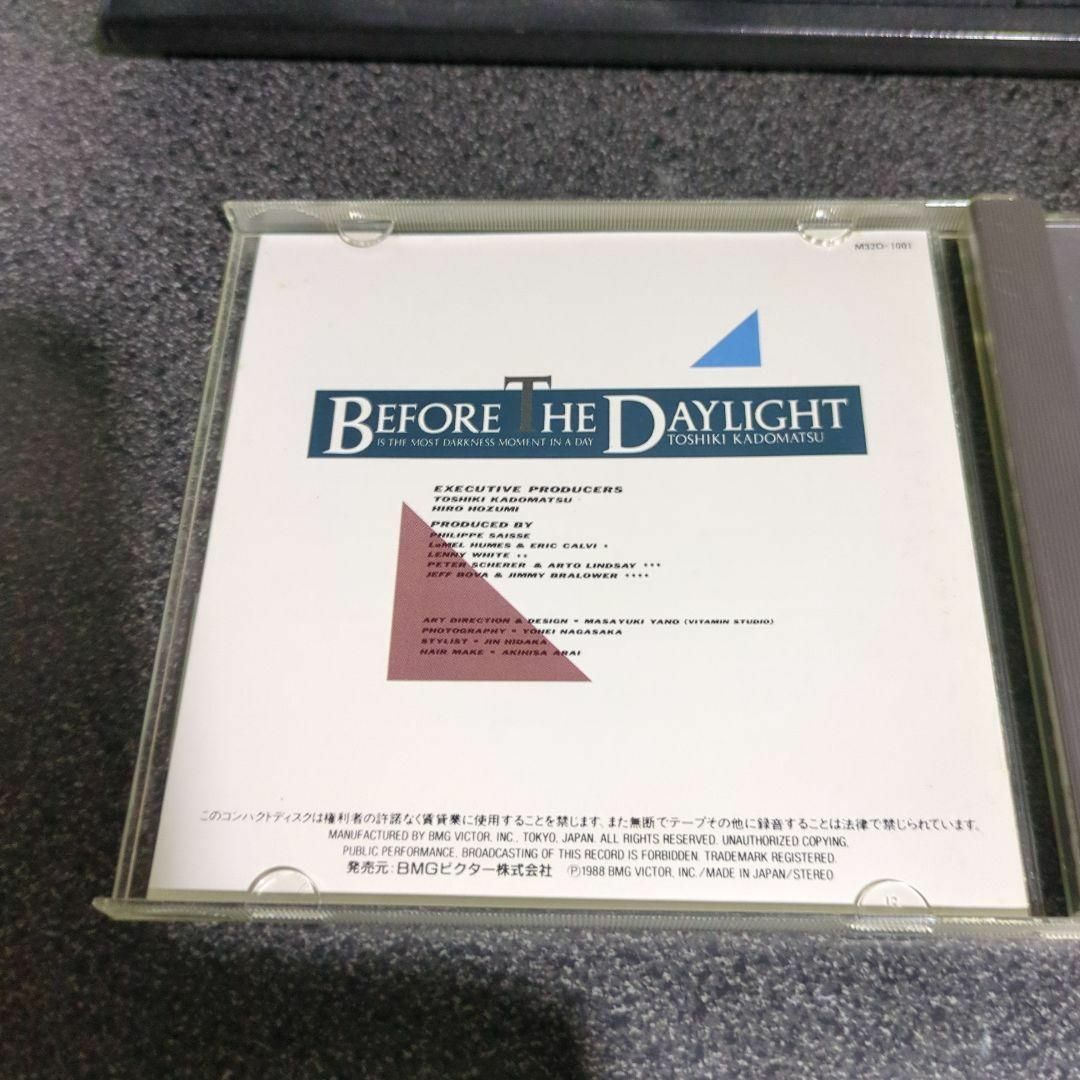 M32D-1001
BEFORE THE DAYLIGHT
IS THE MOST DARKNESS MOMENT IN A DAY
TOSHIKI KADOMATSU
EXECUTIVE PRODUCERS
TOSHIKI KADOMATSU
HIRO HOZUMI
PRODUCED BY
PHILIPPE SAISSE
LeMEL HUMES & ERIC CALVI *
LENNY WHITE **
PETER SCHERER & ARTO LINDSAY ***
JEFF BOVA & JIMMY BRALOWER ****
ART DIRECTION & DESIGN • MASAYUKI YANO (VITAMIN STUDIO)
PHOTOGRAPHY • YOHEI NAGASAKA
STYLIST • JIN HIDAKA
HAIR MAKE • AKIHISA ARAI
このコンパクトディスクは権利者の許諾なく賃貸業に使用することを禁じます。また無断でテープその他に録音することは法律で禁じられています。
MANUFACTURED BY BMG VICTOR, INC., TOKYO, JAPAN. ALL RIGHTS RESERVED. UNAUTHORIZED COPYING.
PUBLIC PERFORMANCE. BROADCASTING OF THIS RECORD IS FORBIDDEN. TRADEMARK REGISTERED.
発売元：BMGビクター株式会社 Ⓟ1988 BMG VICTOR, INC./MADE IN JAPAN/STEREO